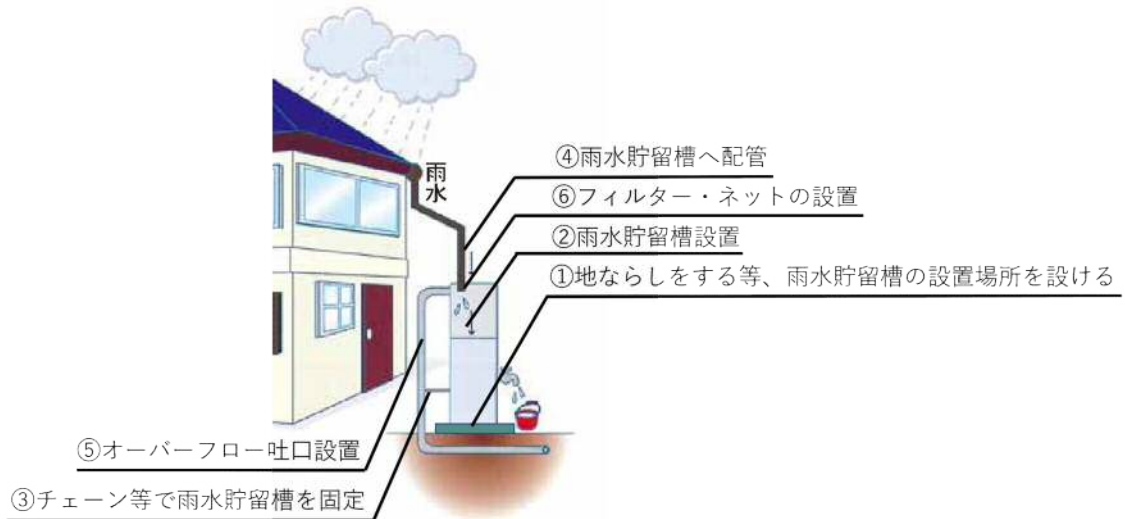 雨水
④雨水貯留槽へ配管
⑥フィルター・ネットの設置
②雨水貯留槽設置
①地ならしをする等、雨水貯留槽の設置場所を設ける
⑤オーバーフロー吐口設置
③チェーン等で雨水貯留槽を固定